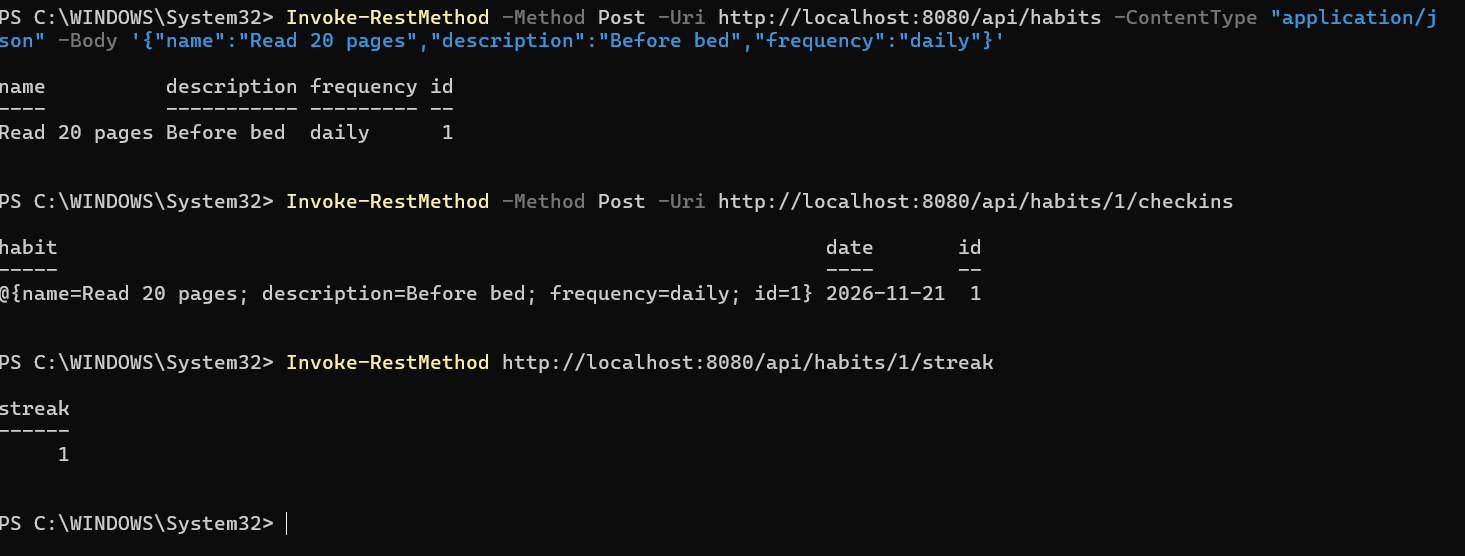 PS C:\WINDOWS\System32> Invoke-RestMethod -Method Post -Uri http://localhost:8080/api/habits -ContentType "application/j
son" -Body '{"name":"Read 20 pages","description":"Before bed","frequency":"daily"}'
name          description frequency id
----          ----------- --------- --
Read 20 pages Before bed  daily      1
PS C:\WINDOWS\System32> Invoke-RestMethod -Method Post -Uri http://localhost:8080/api/habits/1/checkins
habit                                                                date       id
-----                                                                ----       --
@{name=Read 20 pages; description=Before bed; frequency=daily; id=1} 2026-11-21  1
PS C:\WINDOWS\System32> Invoke-RestMethod http://localhost:8080/api/habits/1/streak
streak
------
     1
PS C:\WINDOWS\System32>